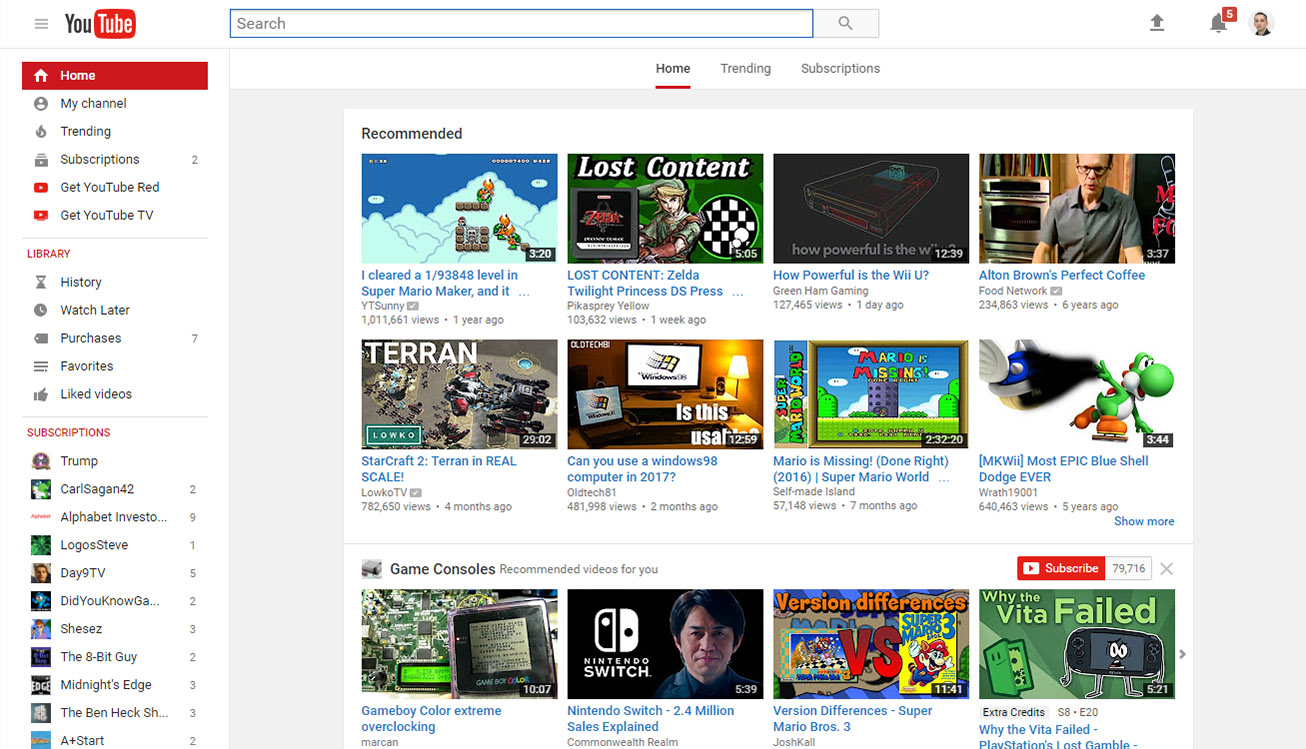 YouTube
Search
5
Home
My channel
Trending
Subscriptions 2
Get YouTube Red
Get YouTube TV
LIBRARY
History
Watch Later
Purchases 7
Favorites
Liked videos
SUBSCRIPTIONS
Trump
CarlSagan42 2
Alphabet Investo... 9
LogosSteve 1
Day9TV 5
DidYouKnowGa... 2
Shesez 3
The 8-Bit Guy 2
Midnight's Edge 3
The Ben Heck Sh... 3
A+Start 2
Home Trending Subscriptions
Recommended
3:20
I cleared a 1/93848 level in
Super Mario Maker, and it ...
YTSunny
1,011,661 views • 1 year ago
Lost Content
5:05
LOST CONTENT: Zelda
Twilight Princess DS Press ...
Pikasprey Yellow
103,632 views • 1 week ago
how powerful is the wii
12:39
How Powerful is the Wii U?
Green Ham Gaming
127,465 views • 1 day ago
3:37
Alton Brown's Perfect Coffee
Food Network
234,863 views • 6 years ago
TERRAN
LOWKO
29:02
StarCraft 2: Terran in REAL
SCALE!
LowkoTV
782,650 views • 4 months ago
OLDTECH81
Windows98
Is this
usable?
12:59
Can you use a windows98
computer in 2017?
Oldtech81
481,998 views • 2 months ago
SUPER
MARIO WORLD
MARIO IS
MISSING!
DONE RIGHT
2:32:20
Mario is Missing! (Done Right)
(2016) | Super Mario World ...
Self-made Island
57,148 views • 7 months ago
3:44
[MKWii] Most EPIC Blue Shell
Dodge EVER
Wrath19001
640,463 views • 5 years ago
Show more
Game Consoles Recommended videos for you
Subscribe 79,716
GAME BOY COLOR
10:07
Gameboy Color extreme
overclocking
marcan
NINTENDO
SWITCH
5:39
Nintendo Switch - 2.4 Million
Sales Explained
Commonwealth Realm
Version differences
VS
SUPER
MARIO BROS.
3
11:41
Version Differences - Super
Mario Bros. 3
JoshKall
Why the
Vita Failed
5:21
Extra Credits S8 • E20
Why the Vita Failed -
PlayStation's Lost Gamble -